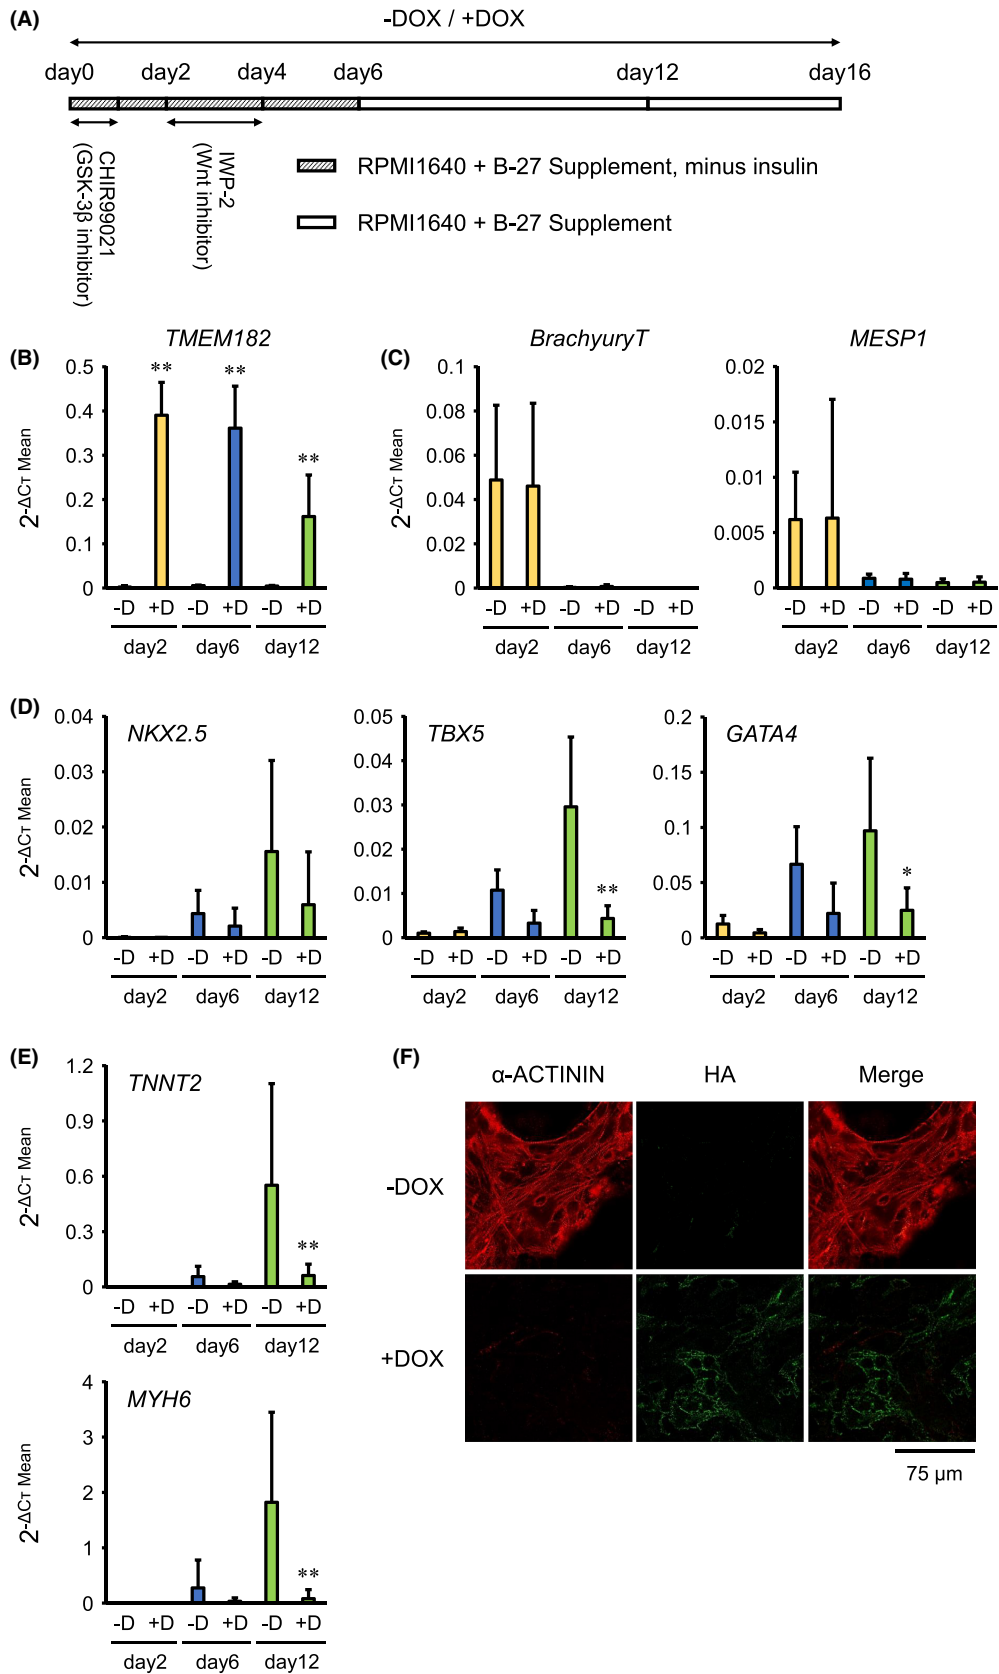 (A)
-DOX / +DOX
day0 day2 day4 day6 day12 day16
CHIR99021
(GSK-3β inhibitor)
IWP-2
(Wnt inhibitor)
RPMI1640 + B-27 Supplement, minus insulin
RPMI1640 + B-27 Supplement
(B)
TMEM182
2-ΔCT Mean
0.5
0.4
0.3
0.2
0.1
0
** ** **
-D +D -D +D -D +D
day2 day6 day12
(C)
BrachyuryT
2-ΔCT Mean
0.1
0.08
0.06
0.04
0.02
0
-D +D -D +D -D +D
day2 day6 day12
MESP1
0.02
0.015
0.01
0.005
0
-D +D -D +D -D +D
day2 day6 day12
(D)
NKX2.5
2-ΔCT Mean
0.04
0.03
0.02
0.01
0
-D +D -D +D -D +D
day2 day6 day12
TBX5
0.05
0.04
0.03
0.02
0.01
0
**
-D +D -D +D -D +D
day2 day6 day12
GATA4
0.2
0.15
0.1
0.05
0
*
-D +D -D +D -D +D
day2 day6 day12
(E)
TNNT2
2-ΔCT Mean
1.2
0.9
0.6
0.3
0
**
-D +D -D +D -D +D
day2 day6 day12
MYH6
2-ΔCT Mean
4
3
2
1
0
**
-D +D -D +D -D +D
day2 day6 day12
(F)
α-ACTININ HA Merge
-DOX
+DOX
75 μm